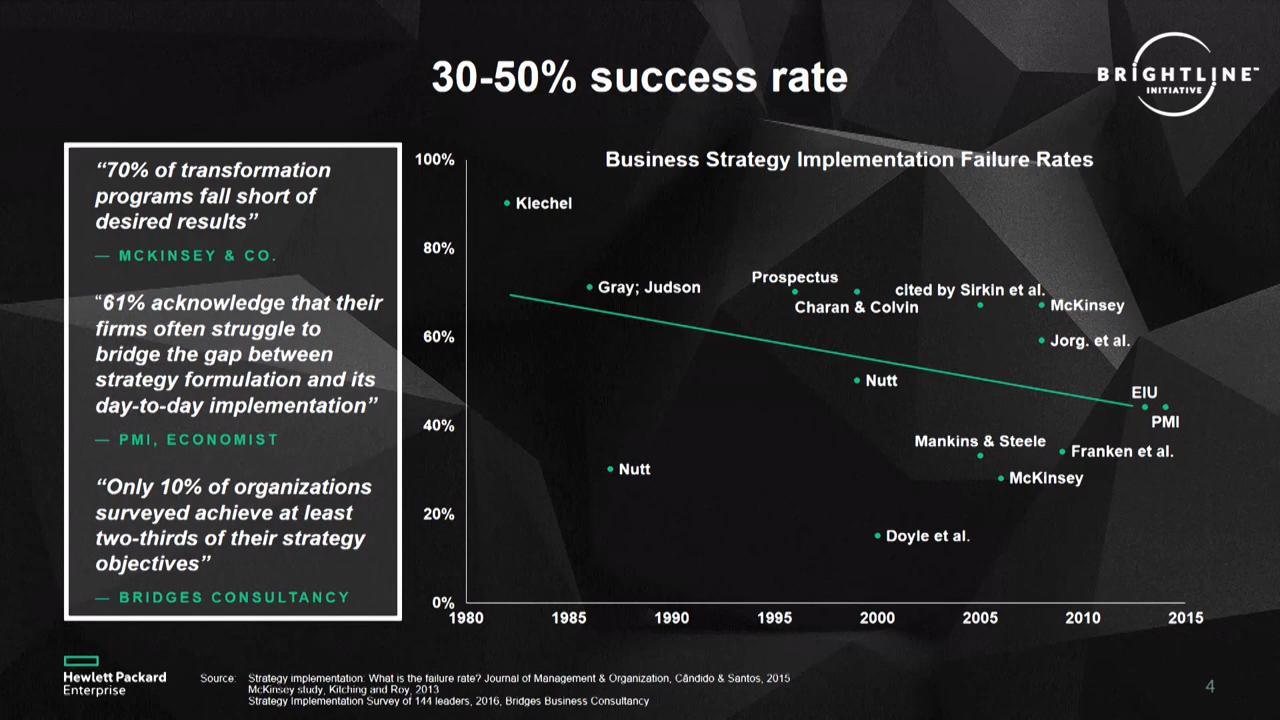 30-50% success rate
BRIGHTLINE™
INITIATIVE
“70% of transformation
programs fall short of
desired results”
— MCKINSEY & CO.
“61% acknowledge that their
firms often struggle to
bridge the gap between
strategy formulation and its
day-to-day implementation”
— PMI, ECONOMIST
“Only 10% of organizations
surveyed achieve at least
two-thirds of their strategy
objectives”
— BRIDGES CONSULTANCY
Business Strategy Implementation Failure Rates
100%
80%
60%
40%
20%
0%
Kiechel
Gray; Judson
Prospectus
Charan & Colvin
cited by Sirkin et al.
McKinsey
Jorg. et al.
Nutt
EIU
PMI
Mankins & Steele
Franken et al.
Nutt
McKinsey
Doyle et al.
1980 1985 1990 1995 2000 2005 2010 2015
Hewlett Packard
Enterprise
Source: Strategy implementation: What is the failure rate? Journal of Management & Organization, Cândido & Santos, 2015
McKinsey study, Kitching and Roy, 2013
Strategy Implementation Survey of 144 leaders, 2016, Bridges Business Consultancy
4